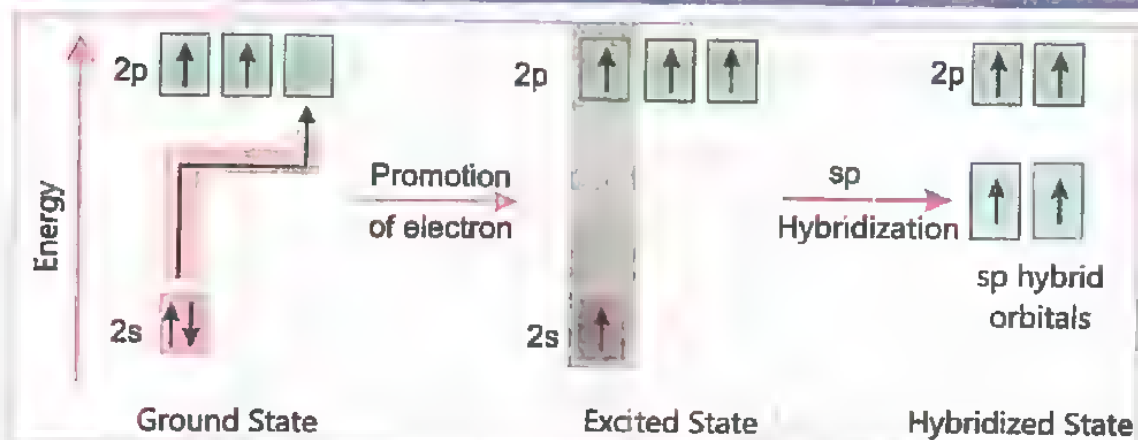 Energy
2p
2s
Ground State
Promotion
of electron
2p
2s
Excited State
sp
Hybridization
2p
sp hybrid
orbitals
Hybridized State